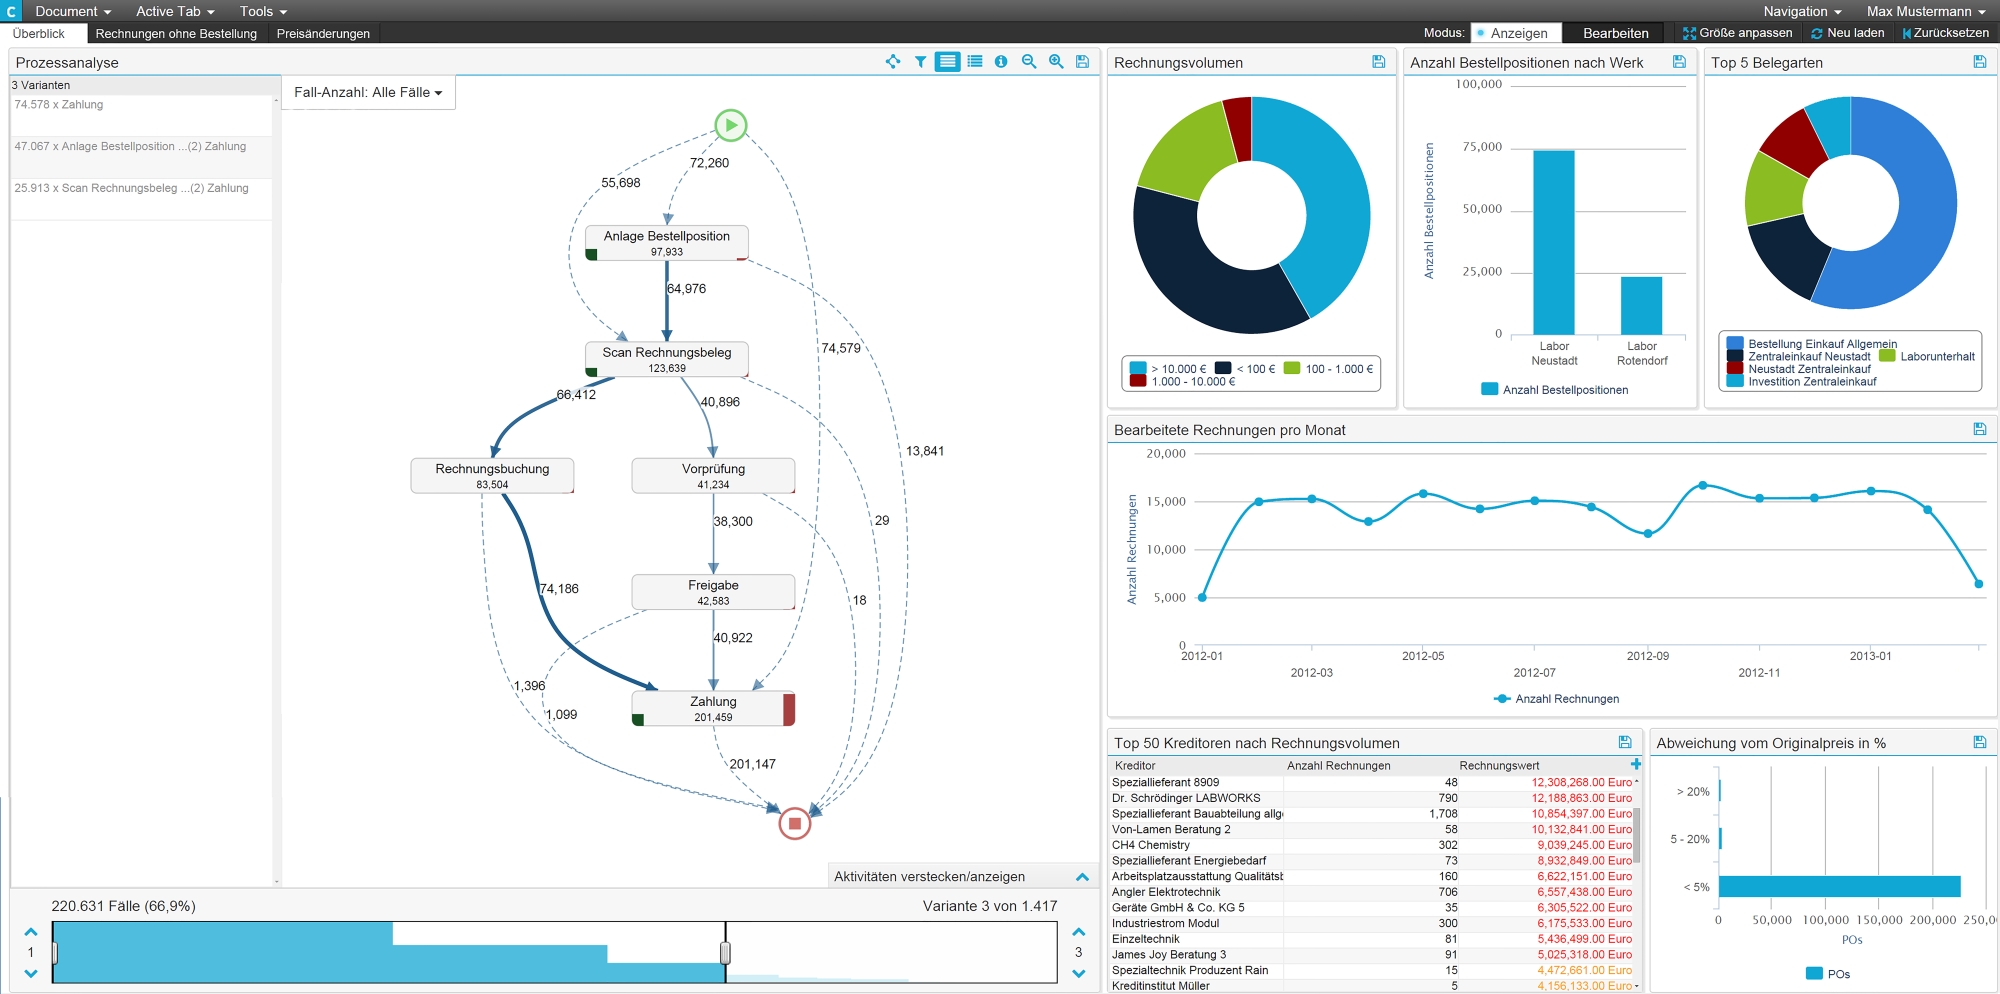 C Document Active Tab Tools Navigation Max Mustermann
Überblick Rechnungen ohne Bestellung Preisänderungen Modus: Anzeigen Bearbeiten Größe anpassen Neu laden Zurücksetzen
Prozessanalyse
3 Varianten
74.578 x Zahlung
47.067 x Anlage Bestellposition ...(2) Zahlung
25.913 x Scan Rechnungsbeleg ...(2) Zahlung
Fall-Anzahl: Alle Fälle
72,260
55,698
Anlage Bestellposition
97,933
64,976
74,579
Scan Rechnungsbeleg
123,639
66,412
40,896
13,841
Rechnungsbuchung
83,504
Vorprüfung
41,234
38,300
29
Freigabe
42,583
74,186
18
40,922
1,396
1,099
Zahlung
201,459
201,147
Aktivitäten verstecken/anzeigen
220.631 Fälle (66,9%)
Variante 3 von 1.417
1
3
Rechnungsvolumen
> 10.000 € < 100 € 100 - 1.000 €
1.000 - 10.000 €
Anzahl Bestellpositionen nach Werk
Anzahl Bestellpositionen
100,000
75,000
50,000
25,000
0
Labor Neustadt
Labor Rotendorf
Anzahl Bestellpositionen
Top 5 Belegarten
Bestellung Einkauf Allgemein
Zentraleinkauf Neustadt Laborunterhalt
Neustadt Zentraleinkauf
Investition Zentraleinkauf
Bearbeitete Rechnungen pro Monat
Anzahl Rechnungen
20,000
15,000
10,000
5,000
0
2012-01 2012-03 2012-05 2012-07 2012-09 2012-11 2013-01
Anzahl Rechnungen
Top 50 Kreditoren nach Rechnungsvolumen
Kreditor Anzahl Rechnungen Rechnungswert
Speziallieferant 8909 48 12,308,268.00 Euro
Dr. Schrödinger LABWORKS 790 12,188,863.00 Euro
Speziallieferant Bauabteilung allg 1,708 10,854,397.00 Euro
Von-Lamen Beratung 2 58 10,132,841.00 Euro
CH4 Chemistry 302 9,039,245.00 Euro
Speziallieferant Energiebedarf 73 8,932,849.00 Euro
Arbeitsplatzausstattung Qualitätsb 160 6,622,151.00 Euro
Angler Elektrotechnik 706 6,557,438.00 Euro
Geräte GmbH & Co. KG 5 35 6,305,522.00 Euro
Industriestrom Modul 300 6,175,533.00 Euro
Einzeltechnik 81 5,436,499.00 Euro
James Joy Beratung 3 91 5,025,318.00 Euro
Spezialtechnik Produzent Rain 15 4,472,661.00 Euro
Kreditinstitut Müller 5 4,156,133.00 Euro
Abweichung vom Originalpreis in %
> 20%
5 - 20%
< 5%
0 50,000 100,000 150,000 200,000 250,0
POs
POs